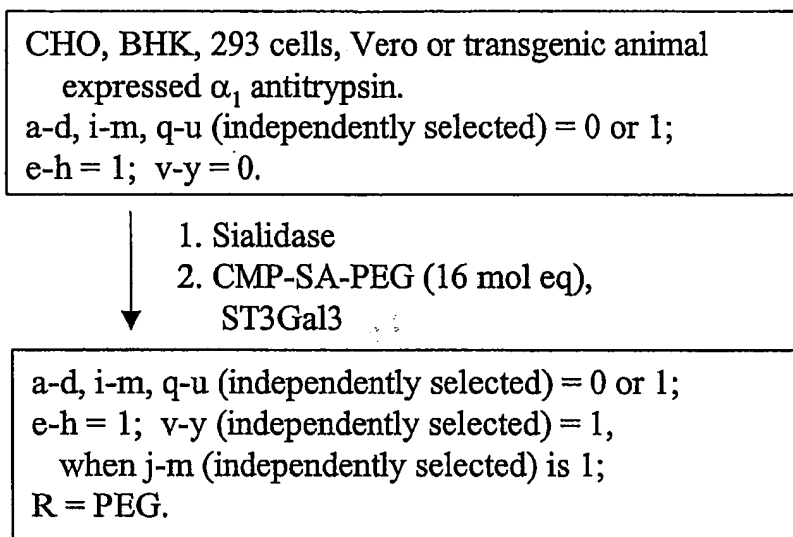 CHO, BHK, 293 cells, Vero or transgenic animal
expressed α₁ antitrypsin.
a-d, i-m, q-u (independently selected) = 0 or 1;
e-h = 1; v-y = 0.
1. Sialidase
2. CMP-SA-PEG (16 mol eq),
ST3Gal3
a-d, i-m, q-u (independently selected) = 0 or 1;
e-h = 1; v-y (independently selected) = 1,
when j-m (independently selected) is 1;
R = PEG.